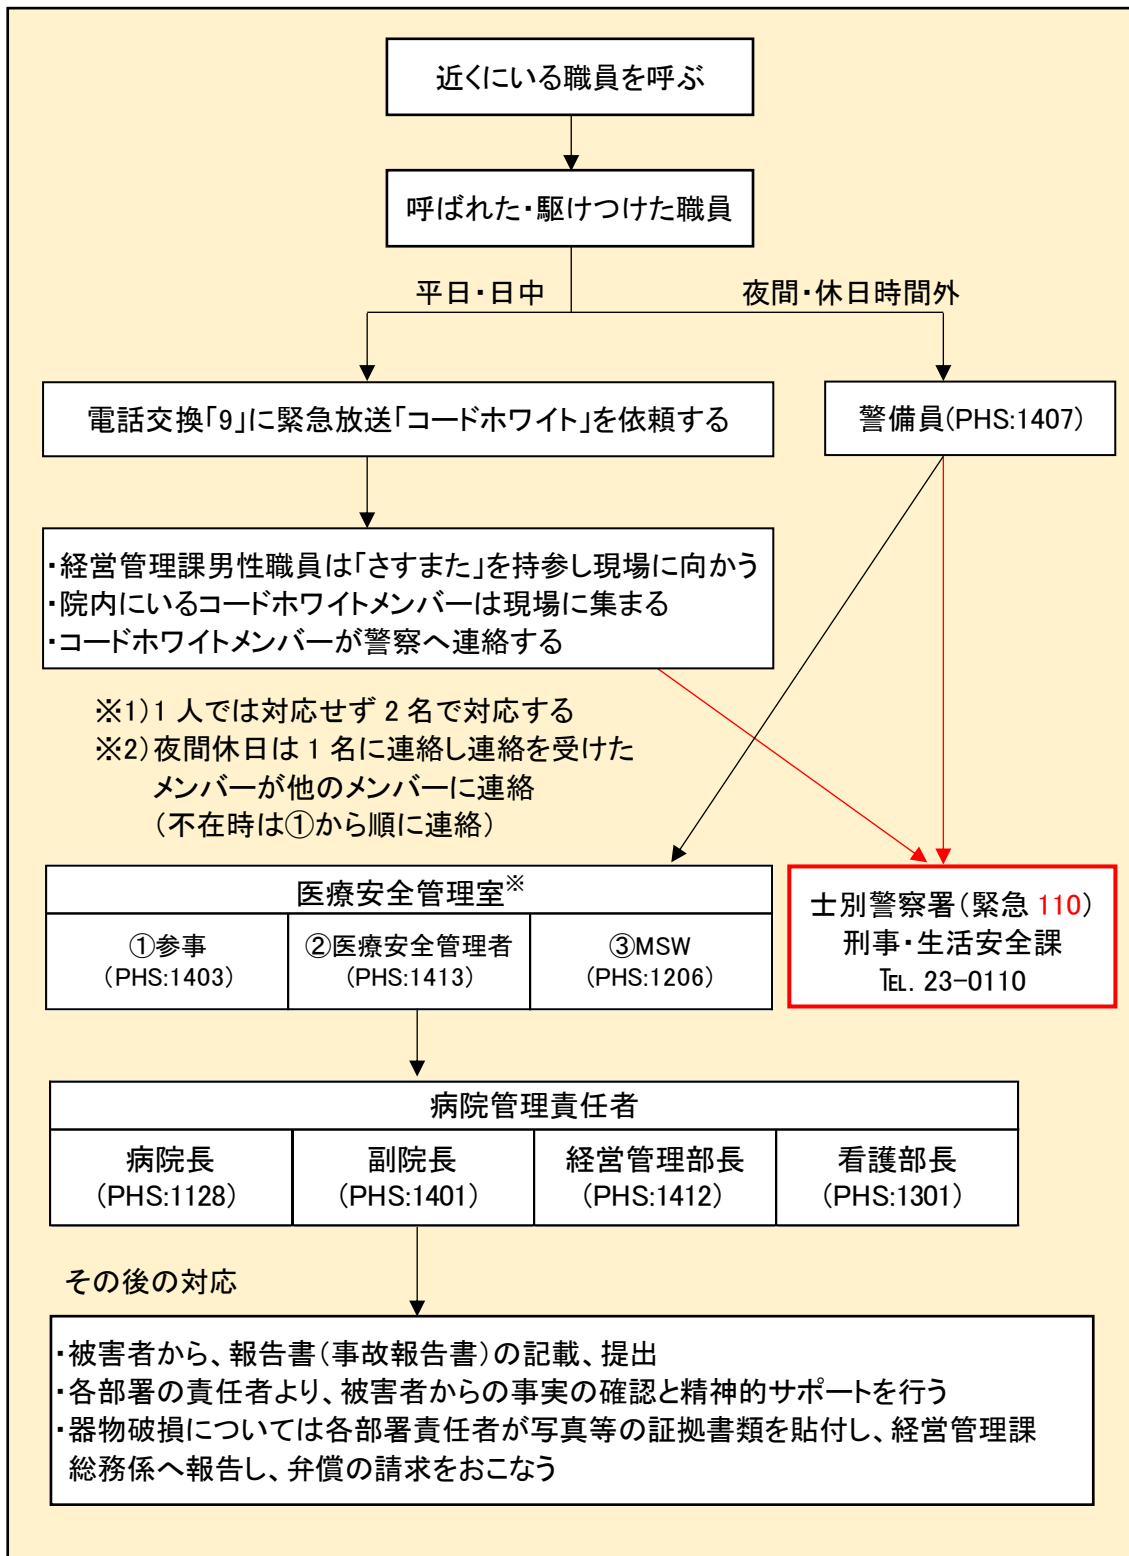 近くにいる職員を呼ぶ
呼ばれた・駆けつけた職員
平日・日中
夜間・休日時間外
電話交換「9」に緊急放送「コードホワイト」を依頼する
警備員(PHS:1407)
・経営管理課男性職員は「さすまた」を持参し現場に向かう
・院内にいるコードホワイトメンバーは現場に集まる
・コードホワイトメンバーが警察へ連絡する
※1)1人では対応せず2名で対応する
※2)夜間休日は1名に連絡し連絡を受けた
メンバーが他のメンバーに連絡
(不在時は①から順に連絡)
医療安全管理室※
①参事
(PHS:1403)
②医療安全管理者
(PHS:1413)
③MSW
(PHS:1206)
士別警察署(緊急110)
刑事・生活安全課
℡. 23-0110
病院管理責任者
病院長
(PHS:1128)
副院長
(PHS:1401)
経営管理部長
(PHS:1412)
看護部長
(PHS:1301)
その後の対応
・被害者から、報告書(事故報告書)の記載、提出
・各部署の責任者より、被害者からの事実の確認と精神的サポートを行う
・器物破損については各部署責任者が写真等の証拠書類を貼付し、経営管理課
総務係へ報告し、弁償の請求をおこなう